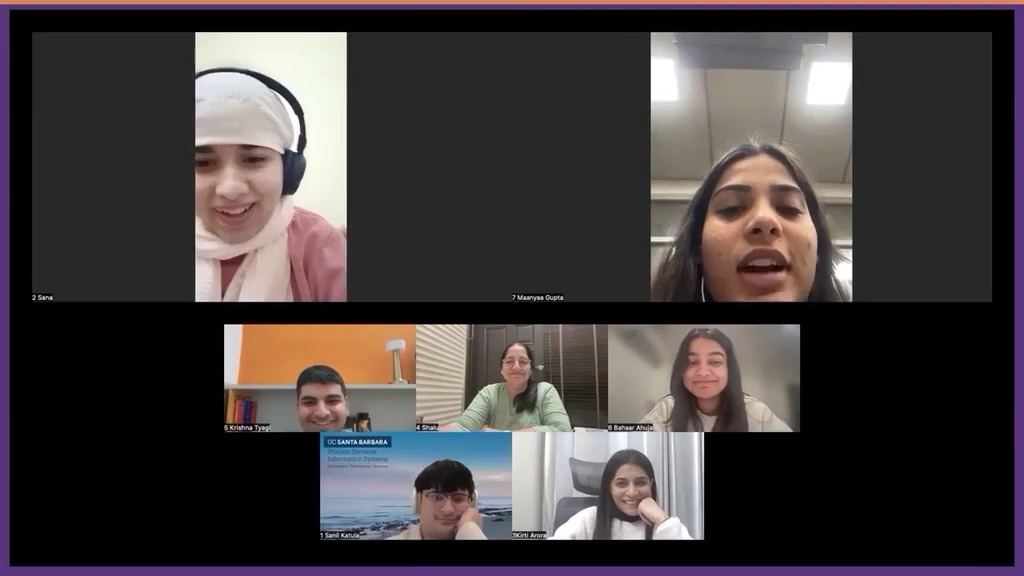 2 Sana
7 Maanyaa Gupta
5 Krishna Tyagi
4 Shalu
6 Bahaar Ahuja
UC SANTA BARBARA
Student Services
Information Systems
Information Technology Services
1 Sanil Katula
3Kirti Arora